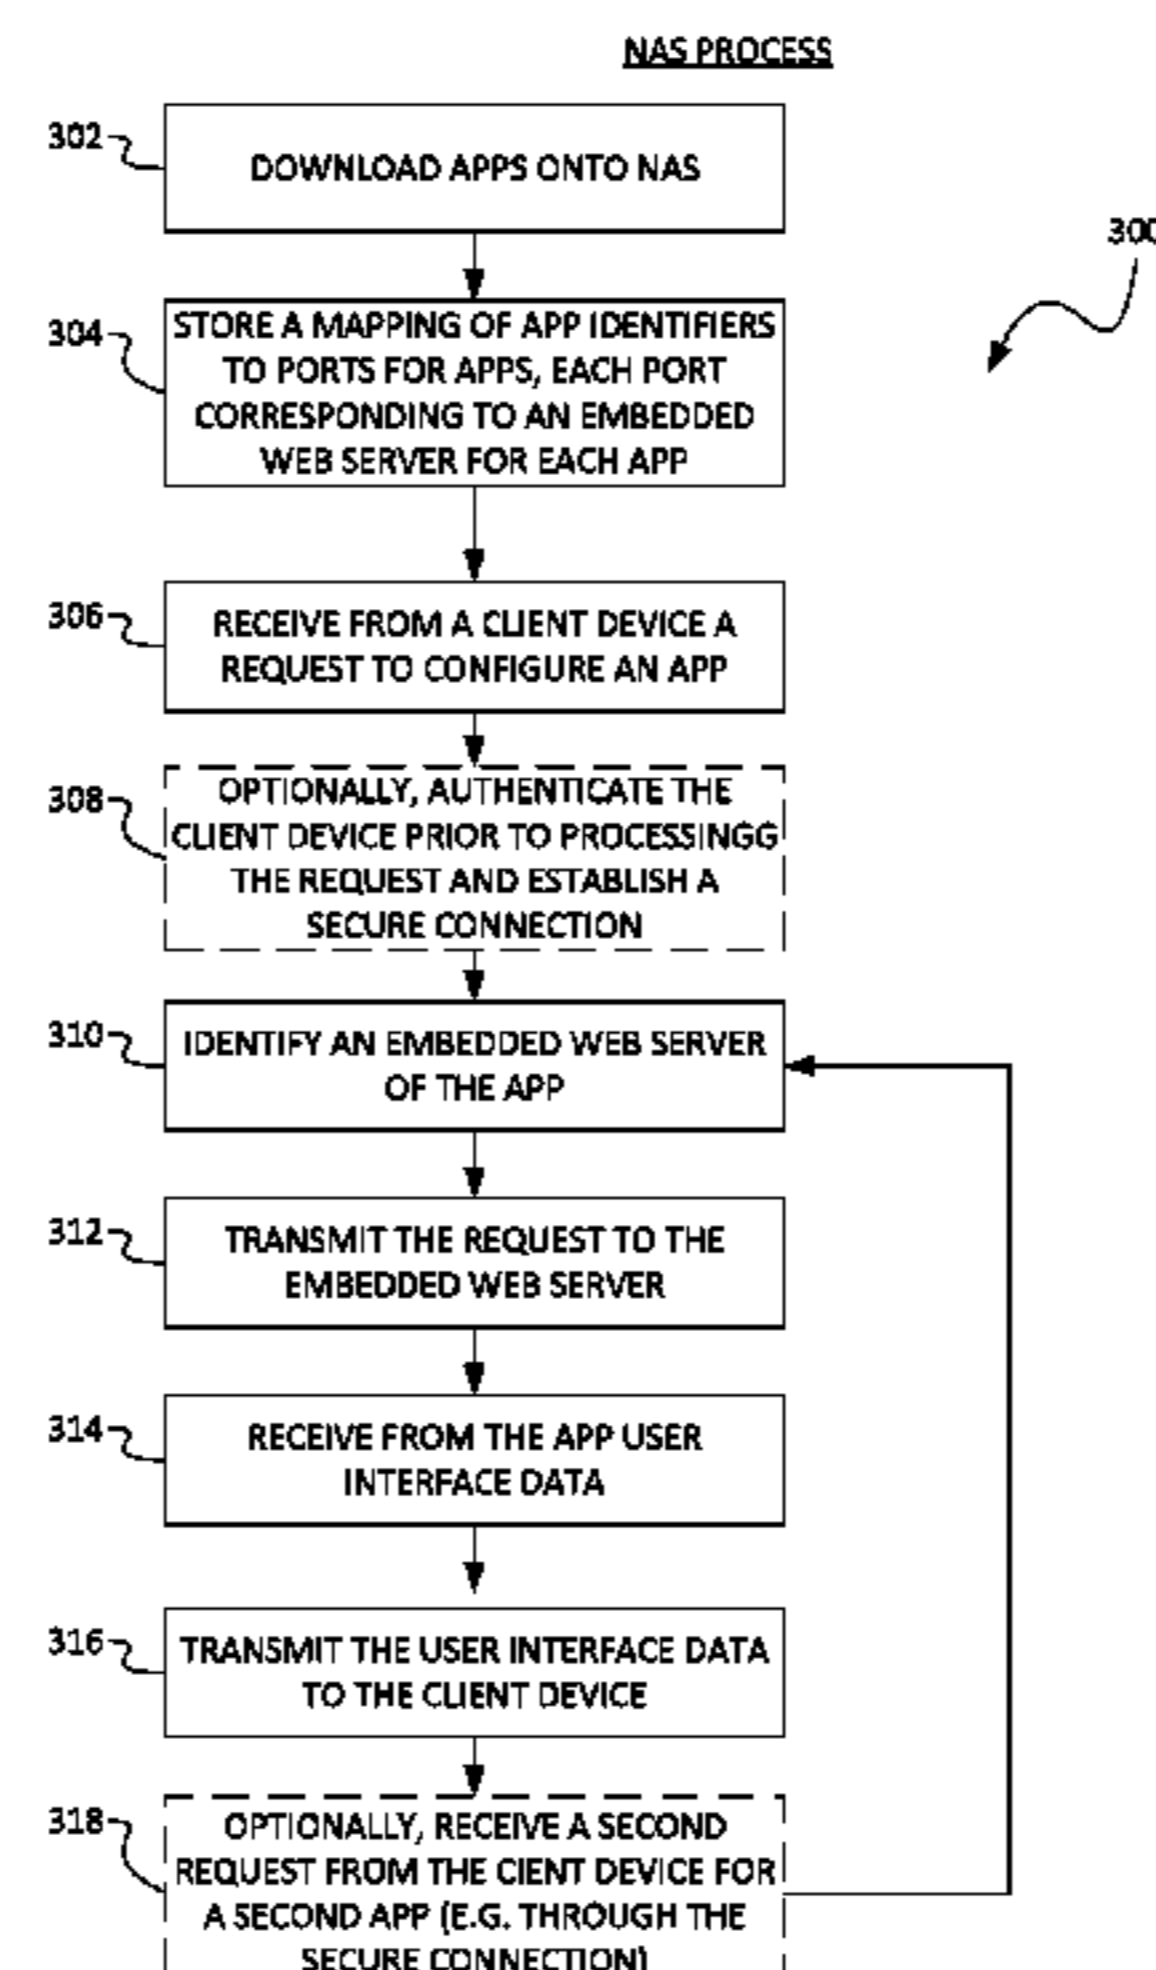 NAS PROCESS
302
DOWNLOAD APPS ONTO NAS
300
304
STORE A MAPPING OF APP IDENTIFIERS
TO PORTS FOR APPS, EACH PORT
CORRESPONDING TO AN EMBEDDED
WEB SERVER FOR EACH APP
306
RECEIVE FROM A CLIENT DEVICE A
REQUEST TO CONFIGURE AN APP
308
OPTIONALLY, AUTHENTICATE THE
CLIENT DEVICE PRIOR TO PROCESSINGG
THE REQUEST AND ESTABLISH A
SECURE CONNECTION
310
IDENTIFY AN EMBEDDED WEB SERVER
OF THE APP
312
TRANSMIT THE REQUEST TO THE
EMBEDDED WEB SERVER
314
RECEIVE FROM THE APP USER
INTERFACE DATA
316
TRANSMIT THE USER INTERFACE DATA
TO THE CLIENT DEVICE
318
OPTIONALLY, RECEIVE A SECOND
REQUEST FROM THE CIENT DEVICE FOR
A SECOND APP (E.G. THROUGH THE
SECURE CONNECTION)